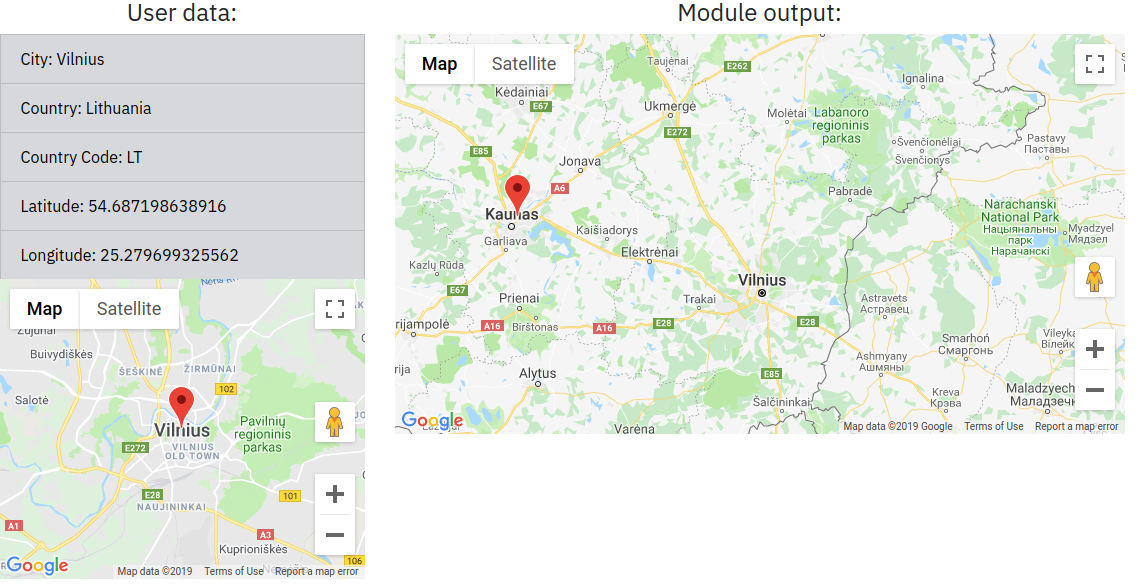 User data:
City: Vilnius
Country: Lithuania
Country Code: LT
Latitude: 54.687198638916
Longitude: 25.279699325562
Map
Satellite
Buivydiškės
ŠEŠKINĖ
ŽIRMŪNAI
102
Salotė
Vilnius
Pavilnių
regioninis
parkas
E272
VILNIUS
OLD TOWN
E28
NAUJININKAI
101
A1
A3
Kuprioniškės
106
Google
Map data ©2019
Terms of Use
Report a map error
Module output:
Map
Satellite
Taujėnai
E262
Ignalina
Kėdainiai
E67
Ukmergė
Molėtai
Labanoro
regioninis
parkas
E272
Švenčionėliai
Švenčionys
Pastavy
Паставы
E85
Jonava
A6
Pabradė
Kaunas
Garliava
Kaišiadorys
Elektrėnai
Narachanski
National Park
Нацыянальны
парк
Нарачанскі
Myadzyel
Мядзел
Kazlų Rūda
E67
Prienai
Vilnius
Trakai
Astravets
Астравец
rijampolė
A16
Birštonas
A16
E28
E28
Smarhoń
Смаргонь
Vileyka
Вілейк
Ashmyany
Ашмяны
rija
Alytus
E85
Šalčininkai
Kreva
Крэва
Maladzyech
Маладзечн
Varėna
Google
Map data ©2019 Google
Terms of Use
Report a map error